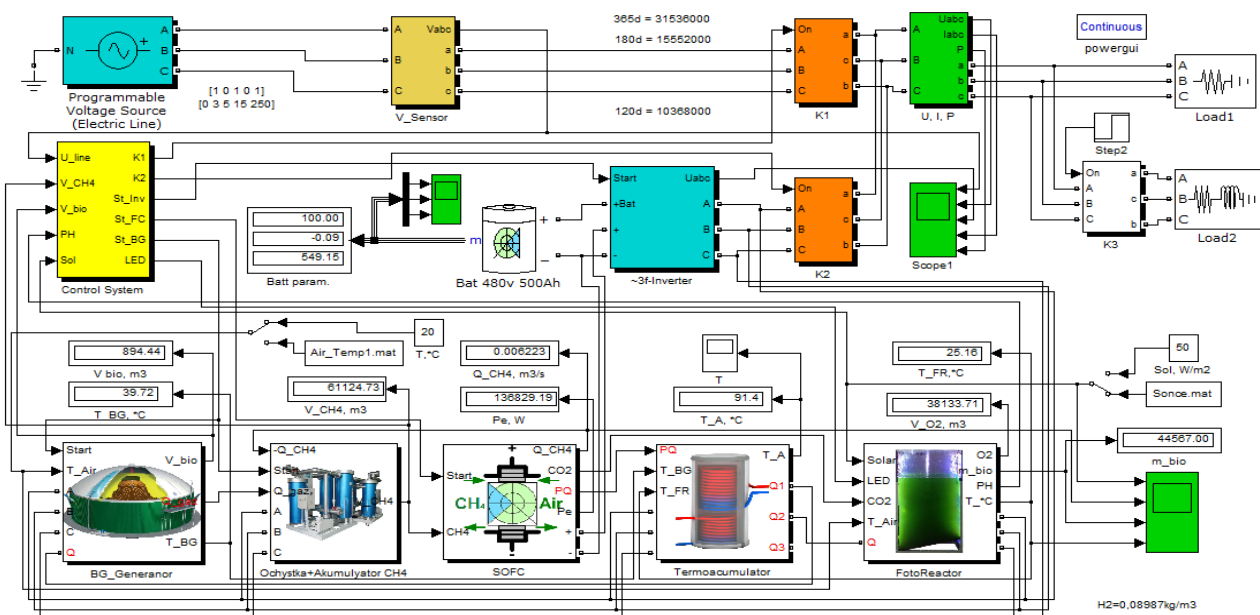 N
A
B
C
Programmable
Voltage Source
(Electric Line)
[1 0 1 0 1]
[0 3 5 15 250]
A
B
C
Vabc
a
b
c
V_Sensor
365d = 31536000
180d = 15552000
120d = 10368000
On
A
B
C
a
c
b
K1
A
B
C
Uabc
Iabc
P
a
b
c
U, I, P
Continuous
powergui
A
B
C
Load1
Step2
On
A
B
C
a
c
b
K3
A
B
C
Load2
U_line
V_CH4
V_bio
PH
Sol
K1
K2
St_Inv
St_FC
St_BG
LED
Control System
100.00
-0.09
549.15
Batt param.
m
+
−
Bat 480v 500Ah
Start
+Bat
+
-
Uabc
A
B
C
~3f-Inverter
On
A
B
C
a
c
b
K2
Scope1
20
T,*C
Air_Temp1.mat
894.44
V bio, m3
39.72
T_BG, *C
61124.73
V_CH4, m3
0.006223
Q_CH4, m3/s
136829.19
Pe, W
T
91.4
T_A, *C
25.16
T_FR,*C
38133.71
V_O2, m3
50
Sol, W/m2
Sonce.mat
44567.00
m_bio
Start
T_Air
B
C
Q
V_bio
T_BG
BG_Generanor
-Q_CH4
Start
Q_baz
A
B
C
Ochystka+Akumulyator CH4
Start
CH4
+
CH4
Air
Q_CH4
CO2
PQ
Pe
+
-
SOFC
PQ
T_BG
T_FR
A
B
C
T_A
Q1
Q2
Q3
Termoacumulator
Solar
LED
CO2
T_Air
Q
O2
m_bio
PH
T_*C
FotoReactor
H2=0,08987kg/m3